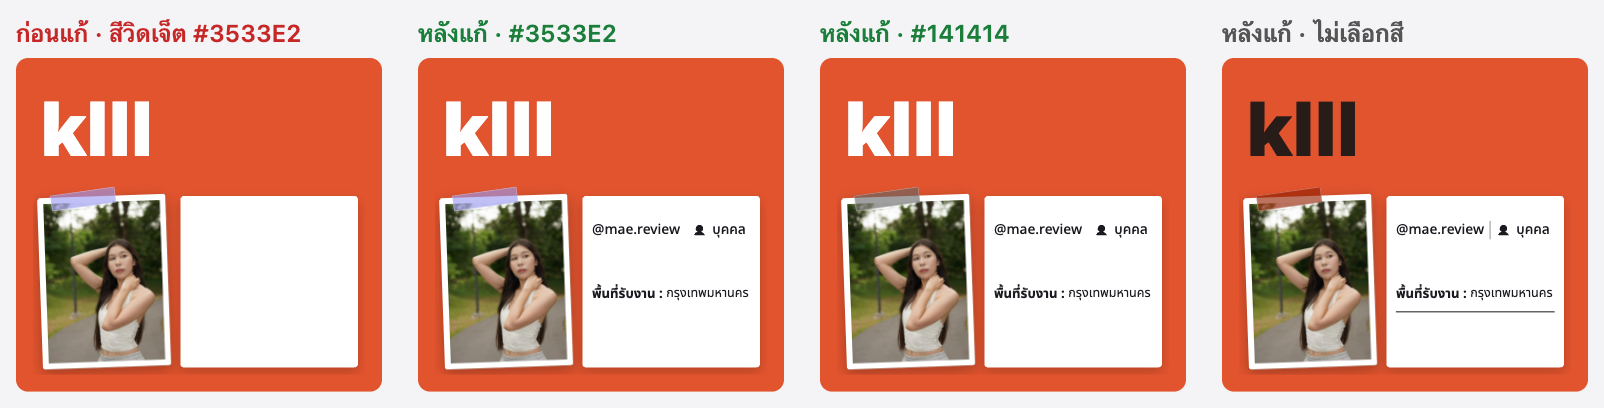 ก่อนแก้ · สีวิดเจ็ต #3533E2
klll
หลังแก้ · #3533E2
klll
@mae.review บุคคล
พื้นที่รับงาน : กรุงเทพมหานคร
หลังแก้ · #141414
klll
@mae.review บุคคล
พื้นที่รับงาน : กรุงเทพมหานคร
หลังแก้ · ไม่เลือกสี
klll
@mae.review บุคคล
พื้นที่รับงาน : กรุงเทพมหานคร